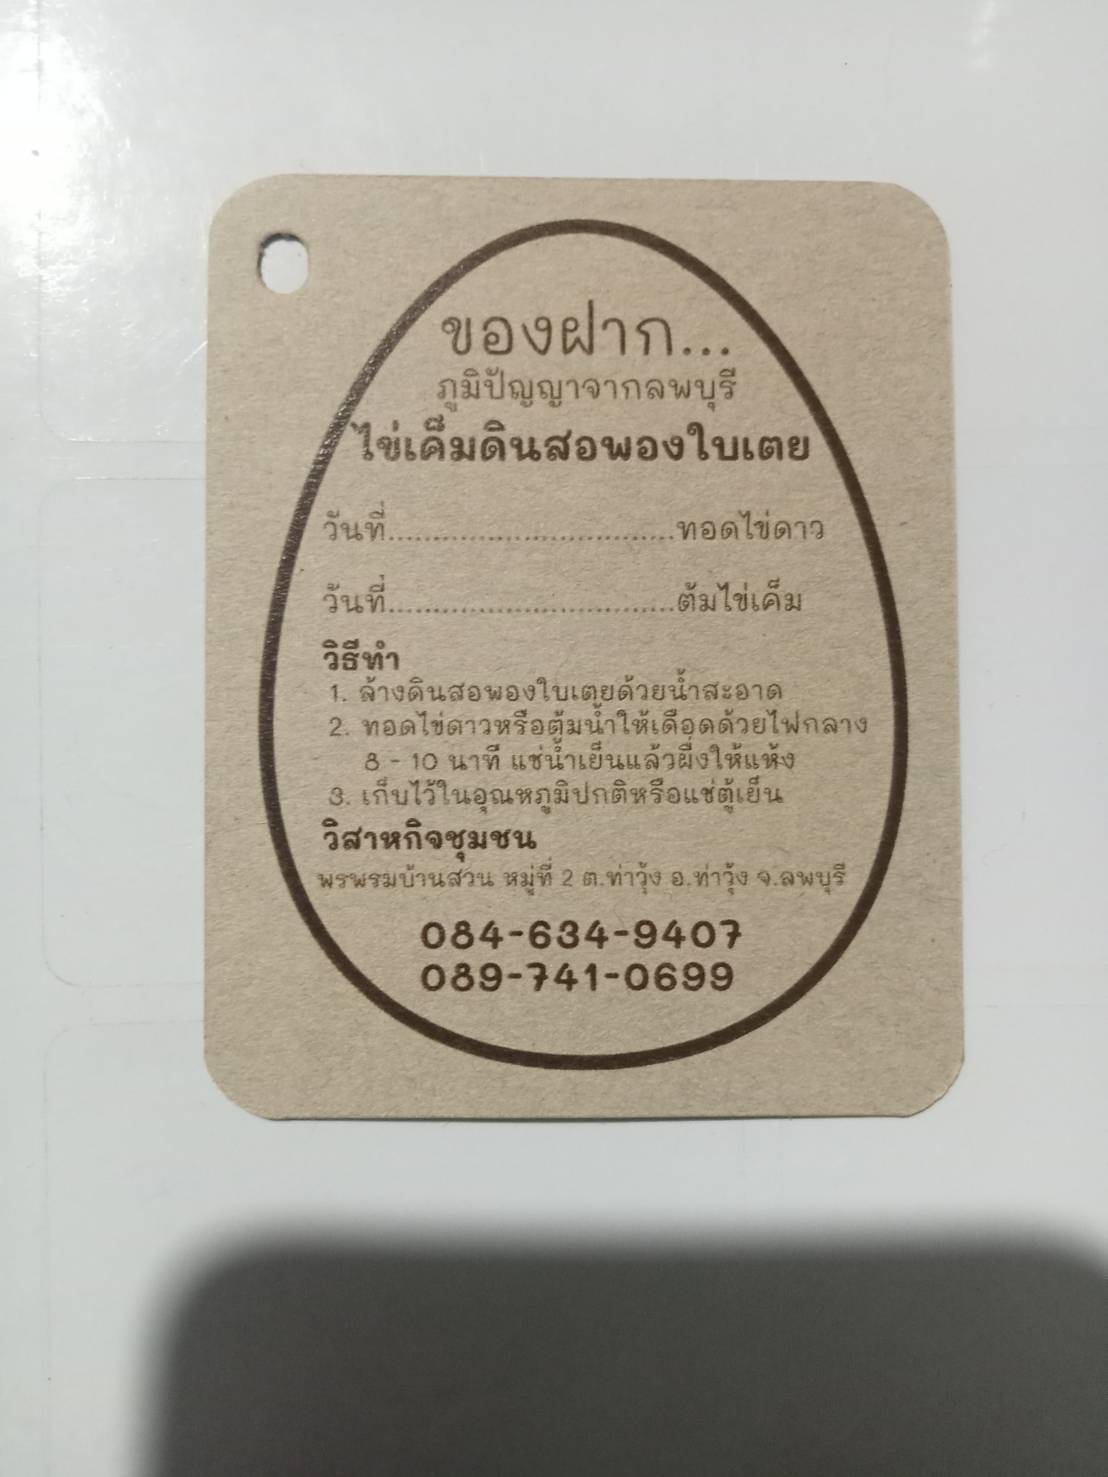 ของฝาก...
ภูมิปัญญาจากลพบุรี
ไข่เค็มดินสอพองใบเตย
วันที่................................ทอดไข่ดาว
วันที่................................ต้มไข่เค็ม
วิธีทำ
1. ล้างดินสอพองใบเตยด้วยน้ำสะอาด
2. ทอดไข่ดาวหรือต้มน้ำให้เดือดด้วยไฟกลาง
8 - 10 นาที แช่น้ำเย็นแล้วผึ่งให้แห้ง
3. เก็บไว้ในอุณหภูมิปกติหรือแช่ตู้เย็น
วิสาหกิจชุมชน
พรพรมบ้านสวน หมู่ที่ 2 ต.ท่าวุ้ง อ.ท่าวุ้ง จ.ลพบุรี
084-634-9407
089-741-0699